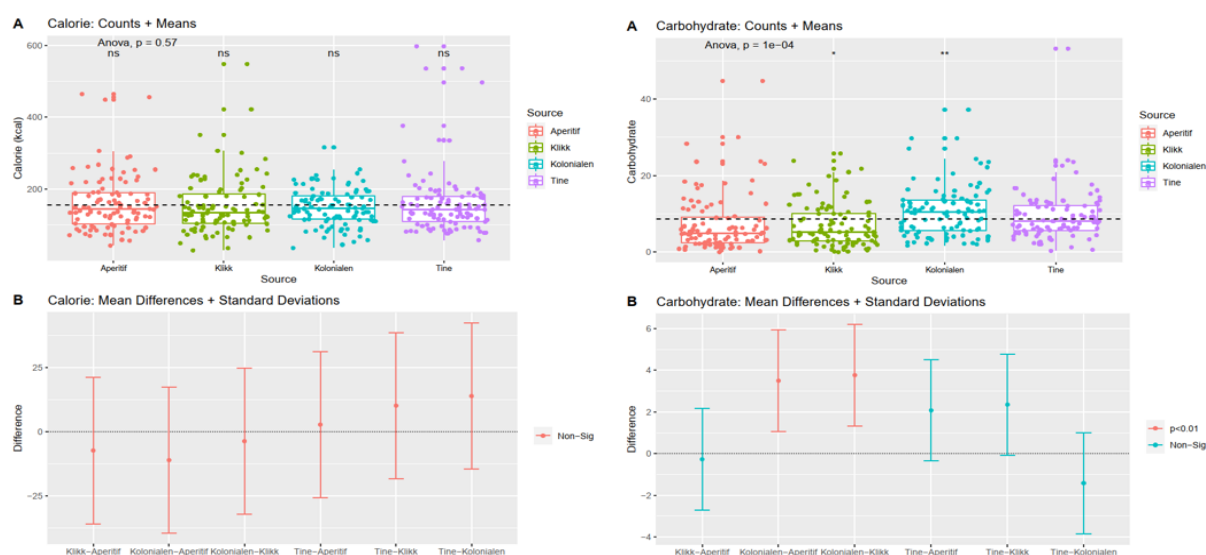 A Calorie: Counts + Means
Anova, p = 0.57
ns ns ns ns
600
400
200
Calorie (kcal)
Aperitif Klikk Kolonialen Tine
Source
Source
Aperitif
Klikk
Kolonialen
Tine
B Calorie: Mean Differences + Standard Deviations
25
0
−25
Difference
Klikk−Aperitif Kolonialen−Aperitif Kolonialen−Klikk Tine−Aperitif Tine−Klikk Tine−Kolonialen
Non−Sig
A Carbohydrate: Counts + Means
Anova, p = 1e−04
* **
40
20
0
Carbohydrate
Aperitif Klikk Kolonialen Tine
Source
Source
Aperitif
Klikk
Kolonialen
Tine
B Carbohydrate: Mean Differences + Standard Deviations
6
4
2
0
−2
−4
Difference
Klikk−Aperitif Kolonialen−Aperitif Kolonialen−Klikk Tine−Aperitif Tine−Klikk Tine−Kolonialen
p<0.01
Non−Sig